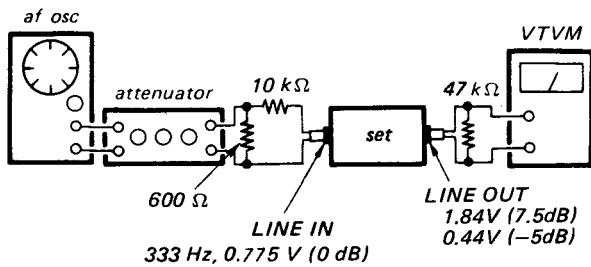 af osc
VTVM
attenuator
10 kΩ
47 kΩ
set
600 Ω
LINE IN
333 Hz, 0.775 V (0 dB)
LINE OUT
1.84V (7.5dB)
0.44V (−5dB)